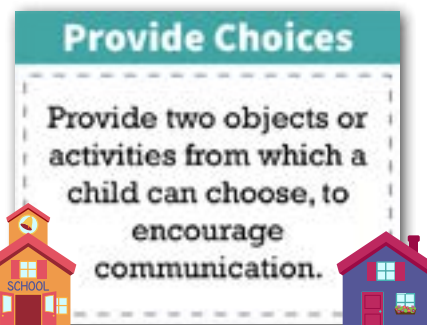 Provide Choices
Provide two objects or
activities from which a
child can choose, to
encourage
communication.
SCHOOL